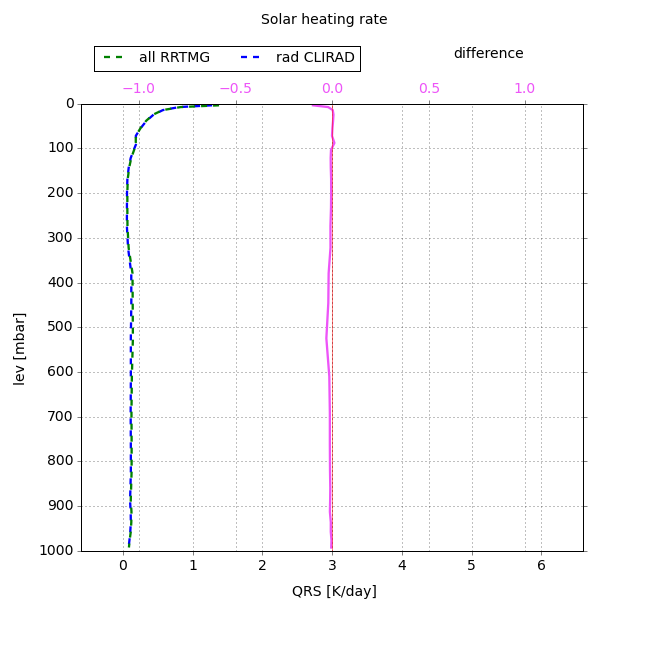 Solar heating rate
all RRTMG rad CLIRAD difference
−1.0 −0.5 0.0 0.5 1.0
0
100
200
300
400
500
600
700
800
900
1000
lev [mbar]
0 1 2 3 4 5 6
QRS [K/day]